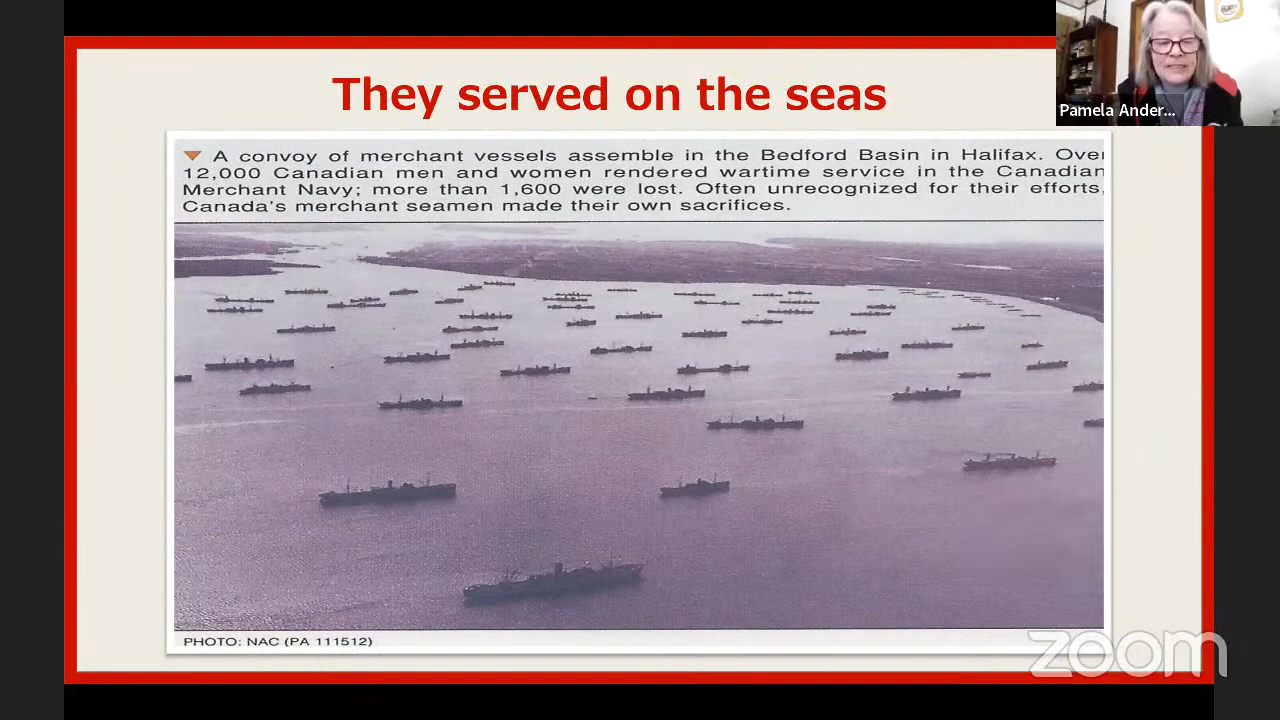 They served on the seas
Pamela Ander...
A convoy of merchant vessels assemble in the Bedford Basin in Halifax. Over
12,000 Canadian men and women rendered wartime service in the Canadian
Merchant Navy; more than 1,600 were lost. Often unrecognized for their efforts,
Canada's merchant seamen made their own sacrifices.
PHOTO: NAC (PA 111512)
zoom